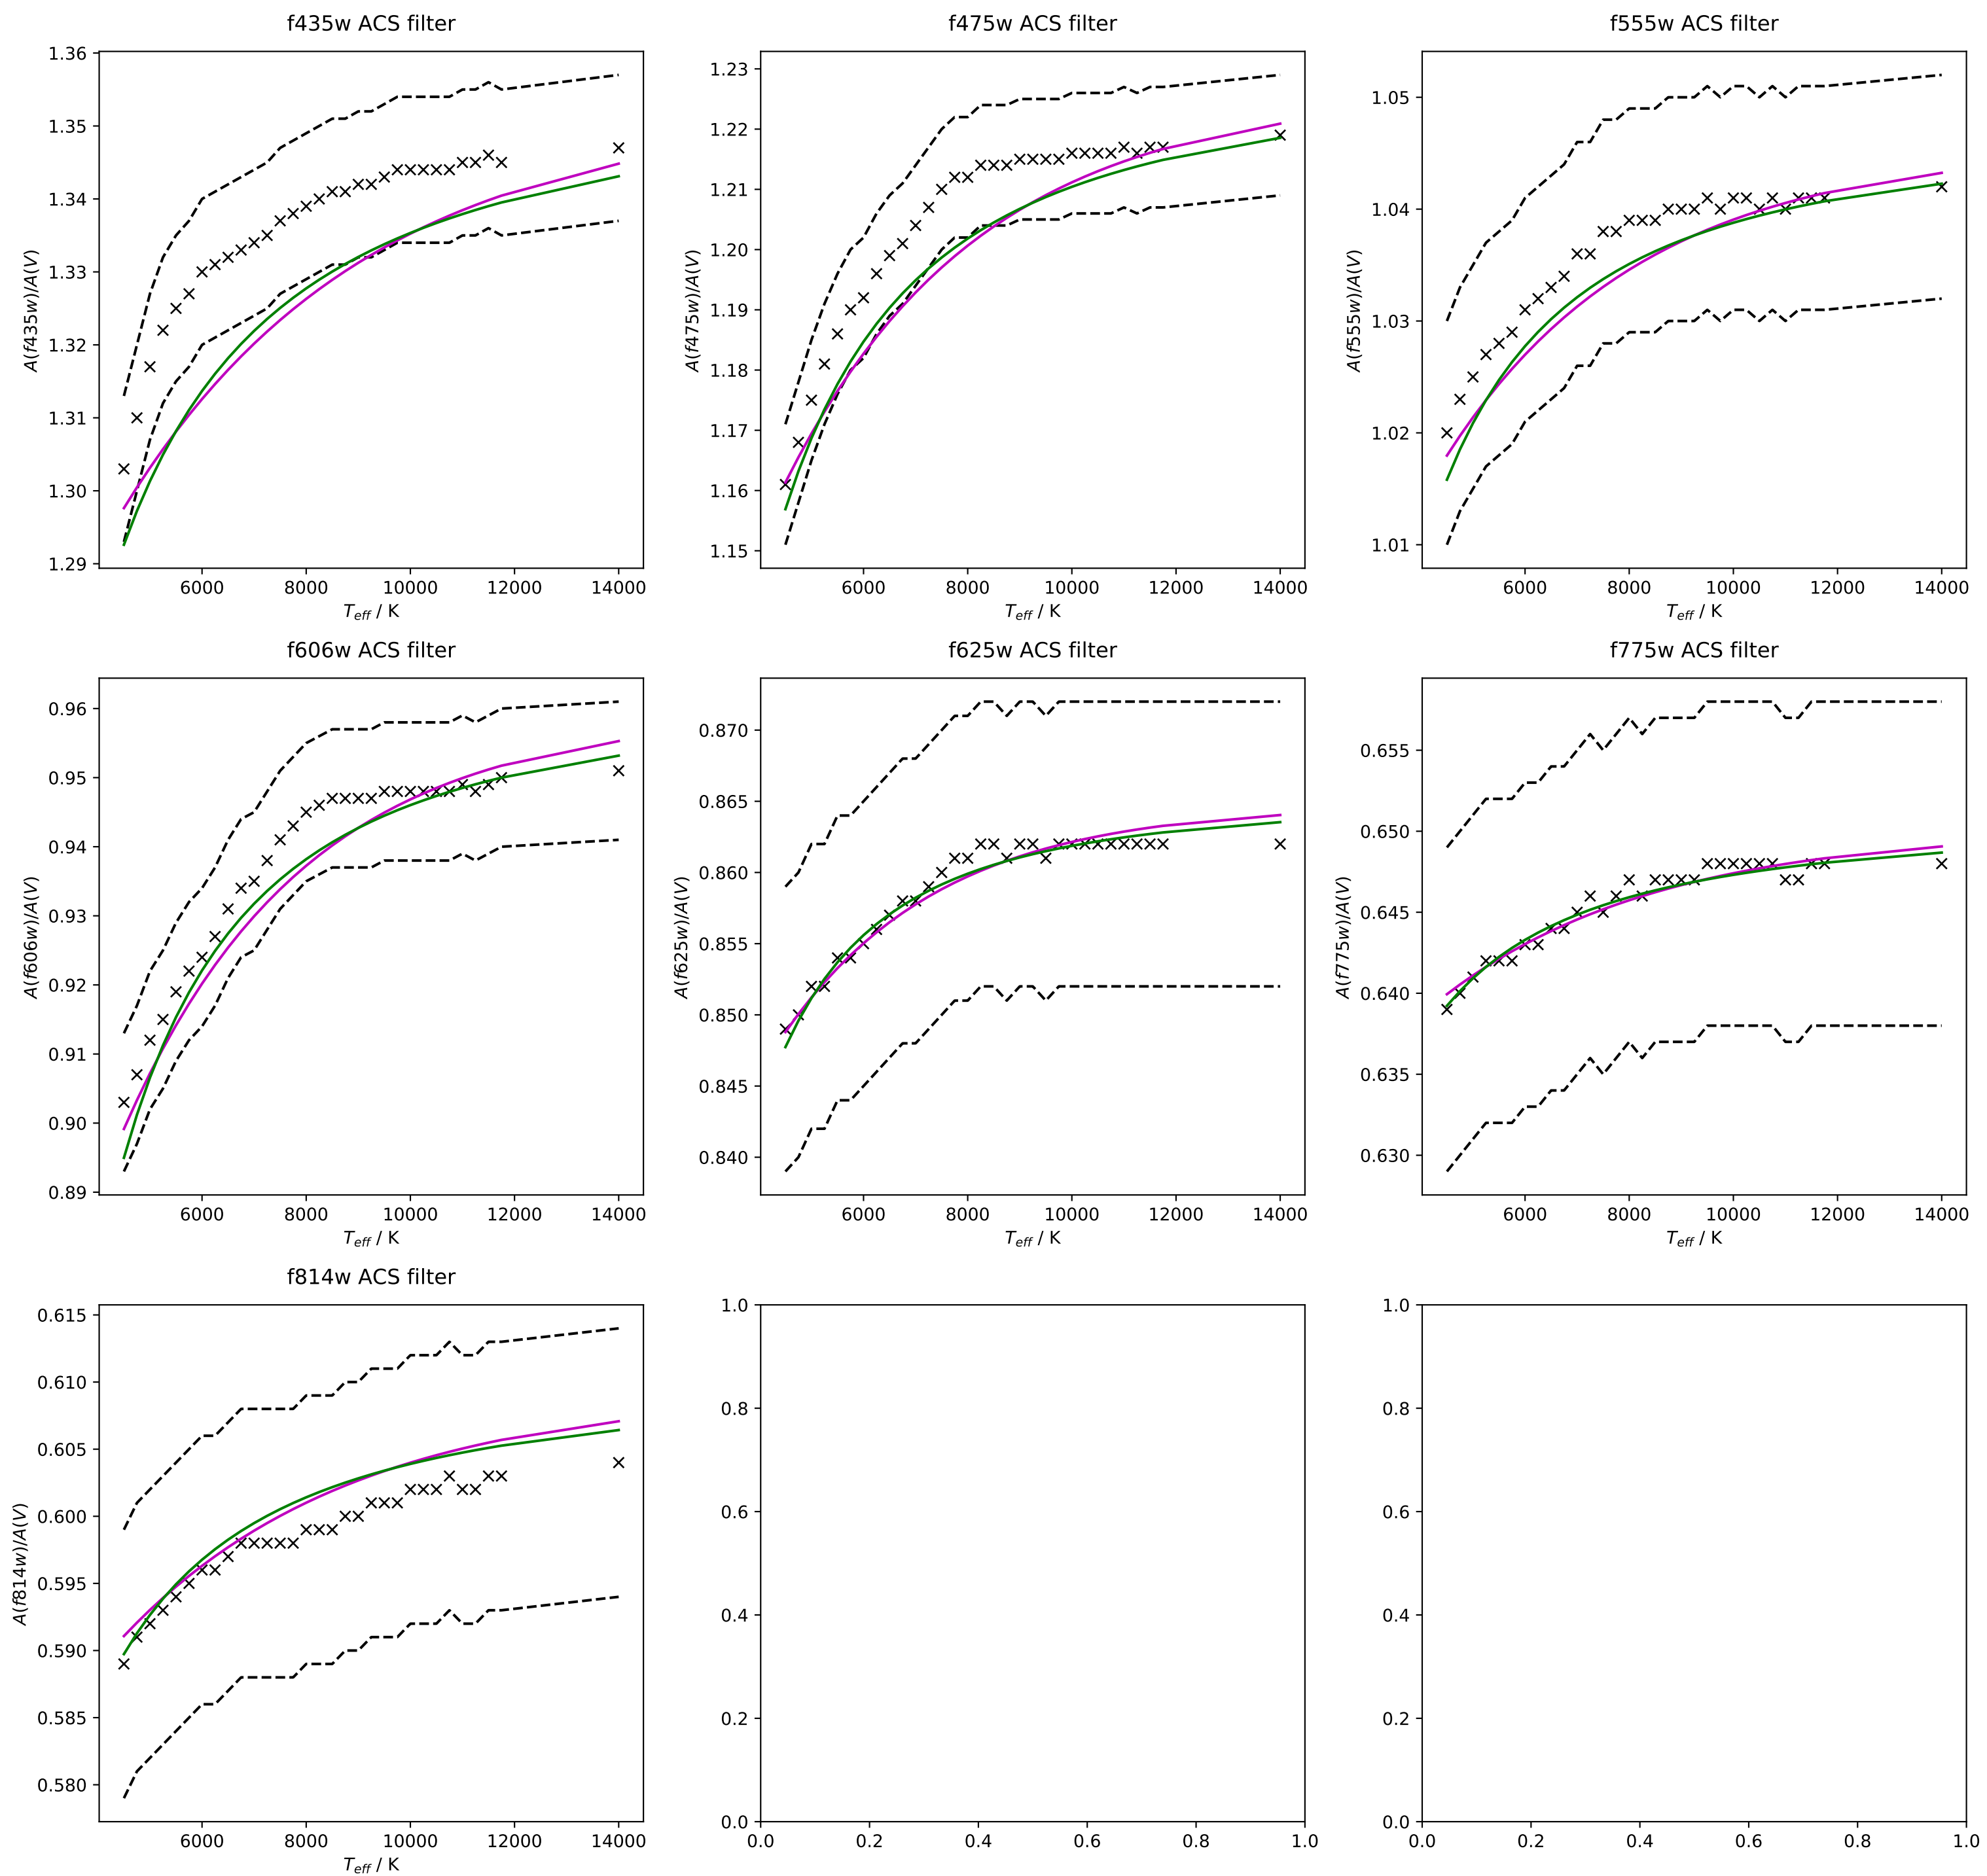 f435w ACS filter
f475w ACS filter
f555w ACS filter
1.36
1.35
1.34
1.33
1.32
1.31
1.30
1.29
A(f435w)/A(V)
6000 8000 10000 12000 14000
T_eff / K
1.23
1.22
1.21
1.20
1.19
1.18
1.17
1.16
1.15
A(f475w)/A(V)
6000 8000 10000 12000 14000
T_eff / K
1.05
1.04
1.03
1.02
1.01
A(f555w)/A(V)
6000 8000 10000 12000 14000
T_eff / K
f606w ACS filter
f625w ACS filter
f775w ACS filter
0.96
0.95
0.94
0.93
0.92
0.91
0.90
0.89
A(f606w)/A(V)
6000 8000 10000 12000 14000
T_eff / K
0.870
0.865
0.860
0.855
0.850
0.845
0.840
A(f625w)/A(V)
6000 8000 10000 12000 14000
T_eff / K
0.655
0.650
0.645
0.640
0.635
0.630
A(f775w)/A(V)
6000 8000 10000 12000 14000
T_eff / K
f814w ACS filter
0.615
0.610
0.605
0.600
0.595
0.590
0.585
0.580
A(f814w)/A(V)
6000 8000 10000 12000 14000
T_eff / K
1.0
0.8
0.6
0.4
0.2
0.0
0.0 0.2 0.4 0.6 0.8 1.0
1.0
0.8
0.6
0.4
0.2
0.0
0.0 0.2 0.4 0.6 0.8 1.0